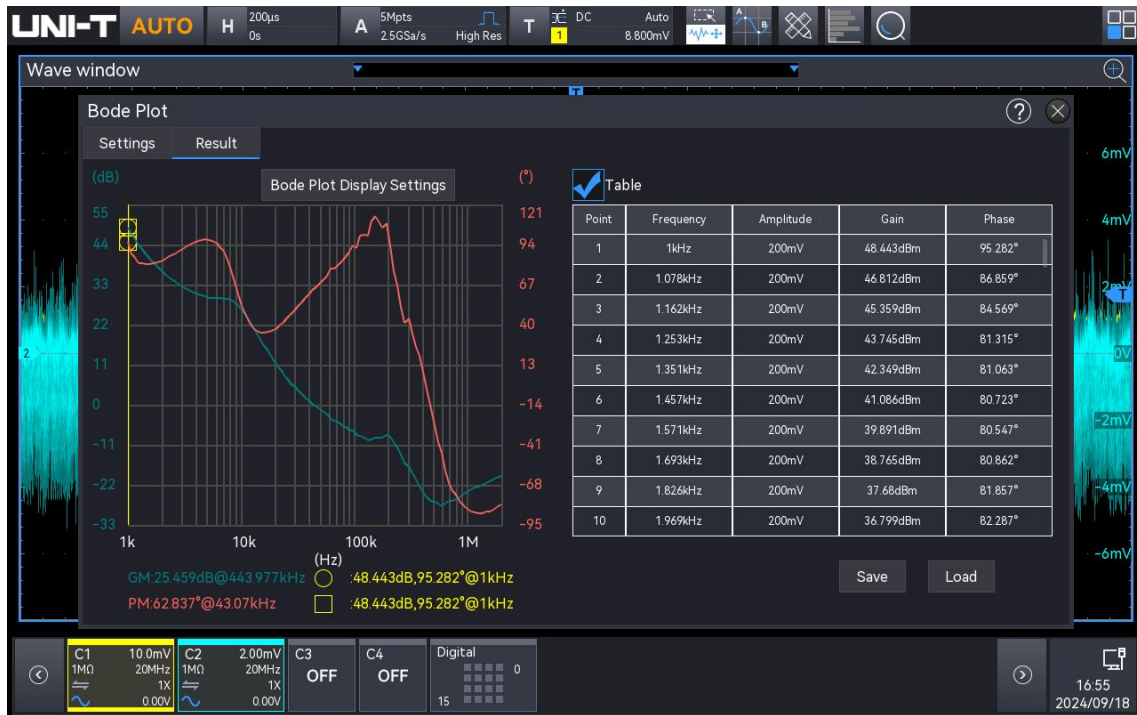 UNI-T AUTO H 200μs 0s A 5Mpts 2.5GSa/s High Res T 1 DC Auto 8.800mV A B
Wave window
T
Bode Plot ?
Settings Result
(dB) Bode Plot Display Settings (°) Table
55 44 33 22 11 0 -11 -22 -33
121 94 67 40 13 -14 -41 -68 -95
1k 10k 100k 1M
(Hz)
GM:25.459dB@443.977kHz :48.443dB,95.282°@1kHz
PM:62.837°@43.07kHz :48.443dB,95.282°@1kHz
Point Frequency Amplitude Gain Phase
1 1kHz 200mV 48.443dBm 95.282°
2 1.078kHz 200mV 46.812dBm 86.859°
3 1.162kHz 200mV 45.359dBm 84.569°
4 1.253kHz 200mV 43.745dBm 81.315°
5 1.351kHz 200mV 42.349dBm 81.063°
6 1.457kHz 200mV 41.086dBm 80.723°
7 1.571kHz 200mV 39.891dBm 80.547°
8 1.693kHz 200mV 38.765dBm 80.862°
9 1.826kHz 200mV 37.68dBm 81.857°
10 1.969kHz 200mV 36.799dBm 82.287°
Save Load
6mV
4mV
2mV
T
0V
-2mV
-4mV
-6mV
2
C1 10.0mV C2 2.00mV C3 C4 Digital
1MΩ 20MHz 1MΩ 20MHz OFF OFF 0
1X 1X
0.00V 0.00V 15
16:55
2024/09/18